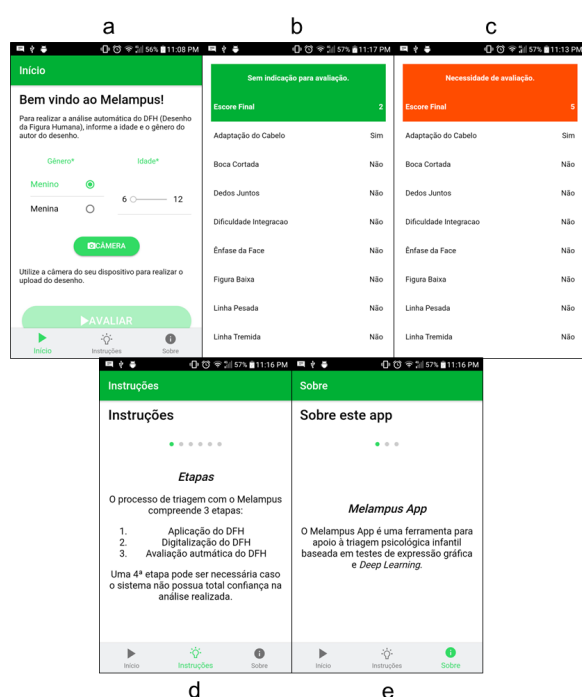 a
b
c
56% 11:08 PM
57% 11:17 PM
57% 11:13 PM
Início
Bem vindo ao Melampus!
Para realizar a análise automática do DFH (Desenho
da Figura Humana), informe a idade e o gênero do
autor do desenho.
Gênero*
Idade*
Menino
Menina
6
12
CÂMERA
Utilize a câmera do seu dispositivo para realizar o
upload do desenho.
AVALIAR
Início
Instruções
Sobre
Sem indicação para avaliação.
Escore Final 2
Adaptação do Cabelo Sim
Boca Cortada Não
Dedos Juntos Não
Dificuldade Integracao Não
Ênfase da Face Não
Figura Baixa Não
Linha Pesada Não
Linha Tremida Não
Necessidade de avaliação.
Escore Final 5
Adaptação do Cabelo Sim
Boca Cortada Não
Dedos Juntos Não
Dificuldade Integracao Não
Ênfase da Face Não
Figura Baixa Não
Linha Pesada Não
Linha Tremida Não
57% 11:16 PM
57% 11:16 PM
Instruções
Instruções
Etapas
O processo de triagem com o Melampus
compreende 3 etapas:
1. Aplicação do DFH
2. Digitalização do DFH
3. Avaliação autmática do DFH
Uma 4ª etapa pode ser necessária caso
o sistema não possua total confiança na
análise realizada.
Início
Instruções
Sobre
Sobre
Sobre este app
Melampus App
O Melampus App é uma ferramenta para
apoio à triagem psicológica infantil
baseada em testes de expressão gráfica
e Deep Learning.
Início
Instruções
Sobre
d
e